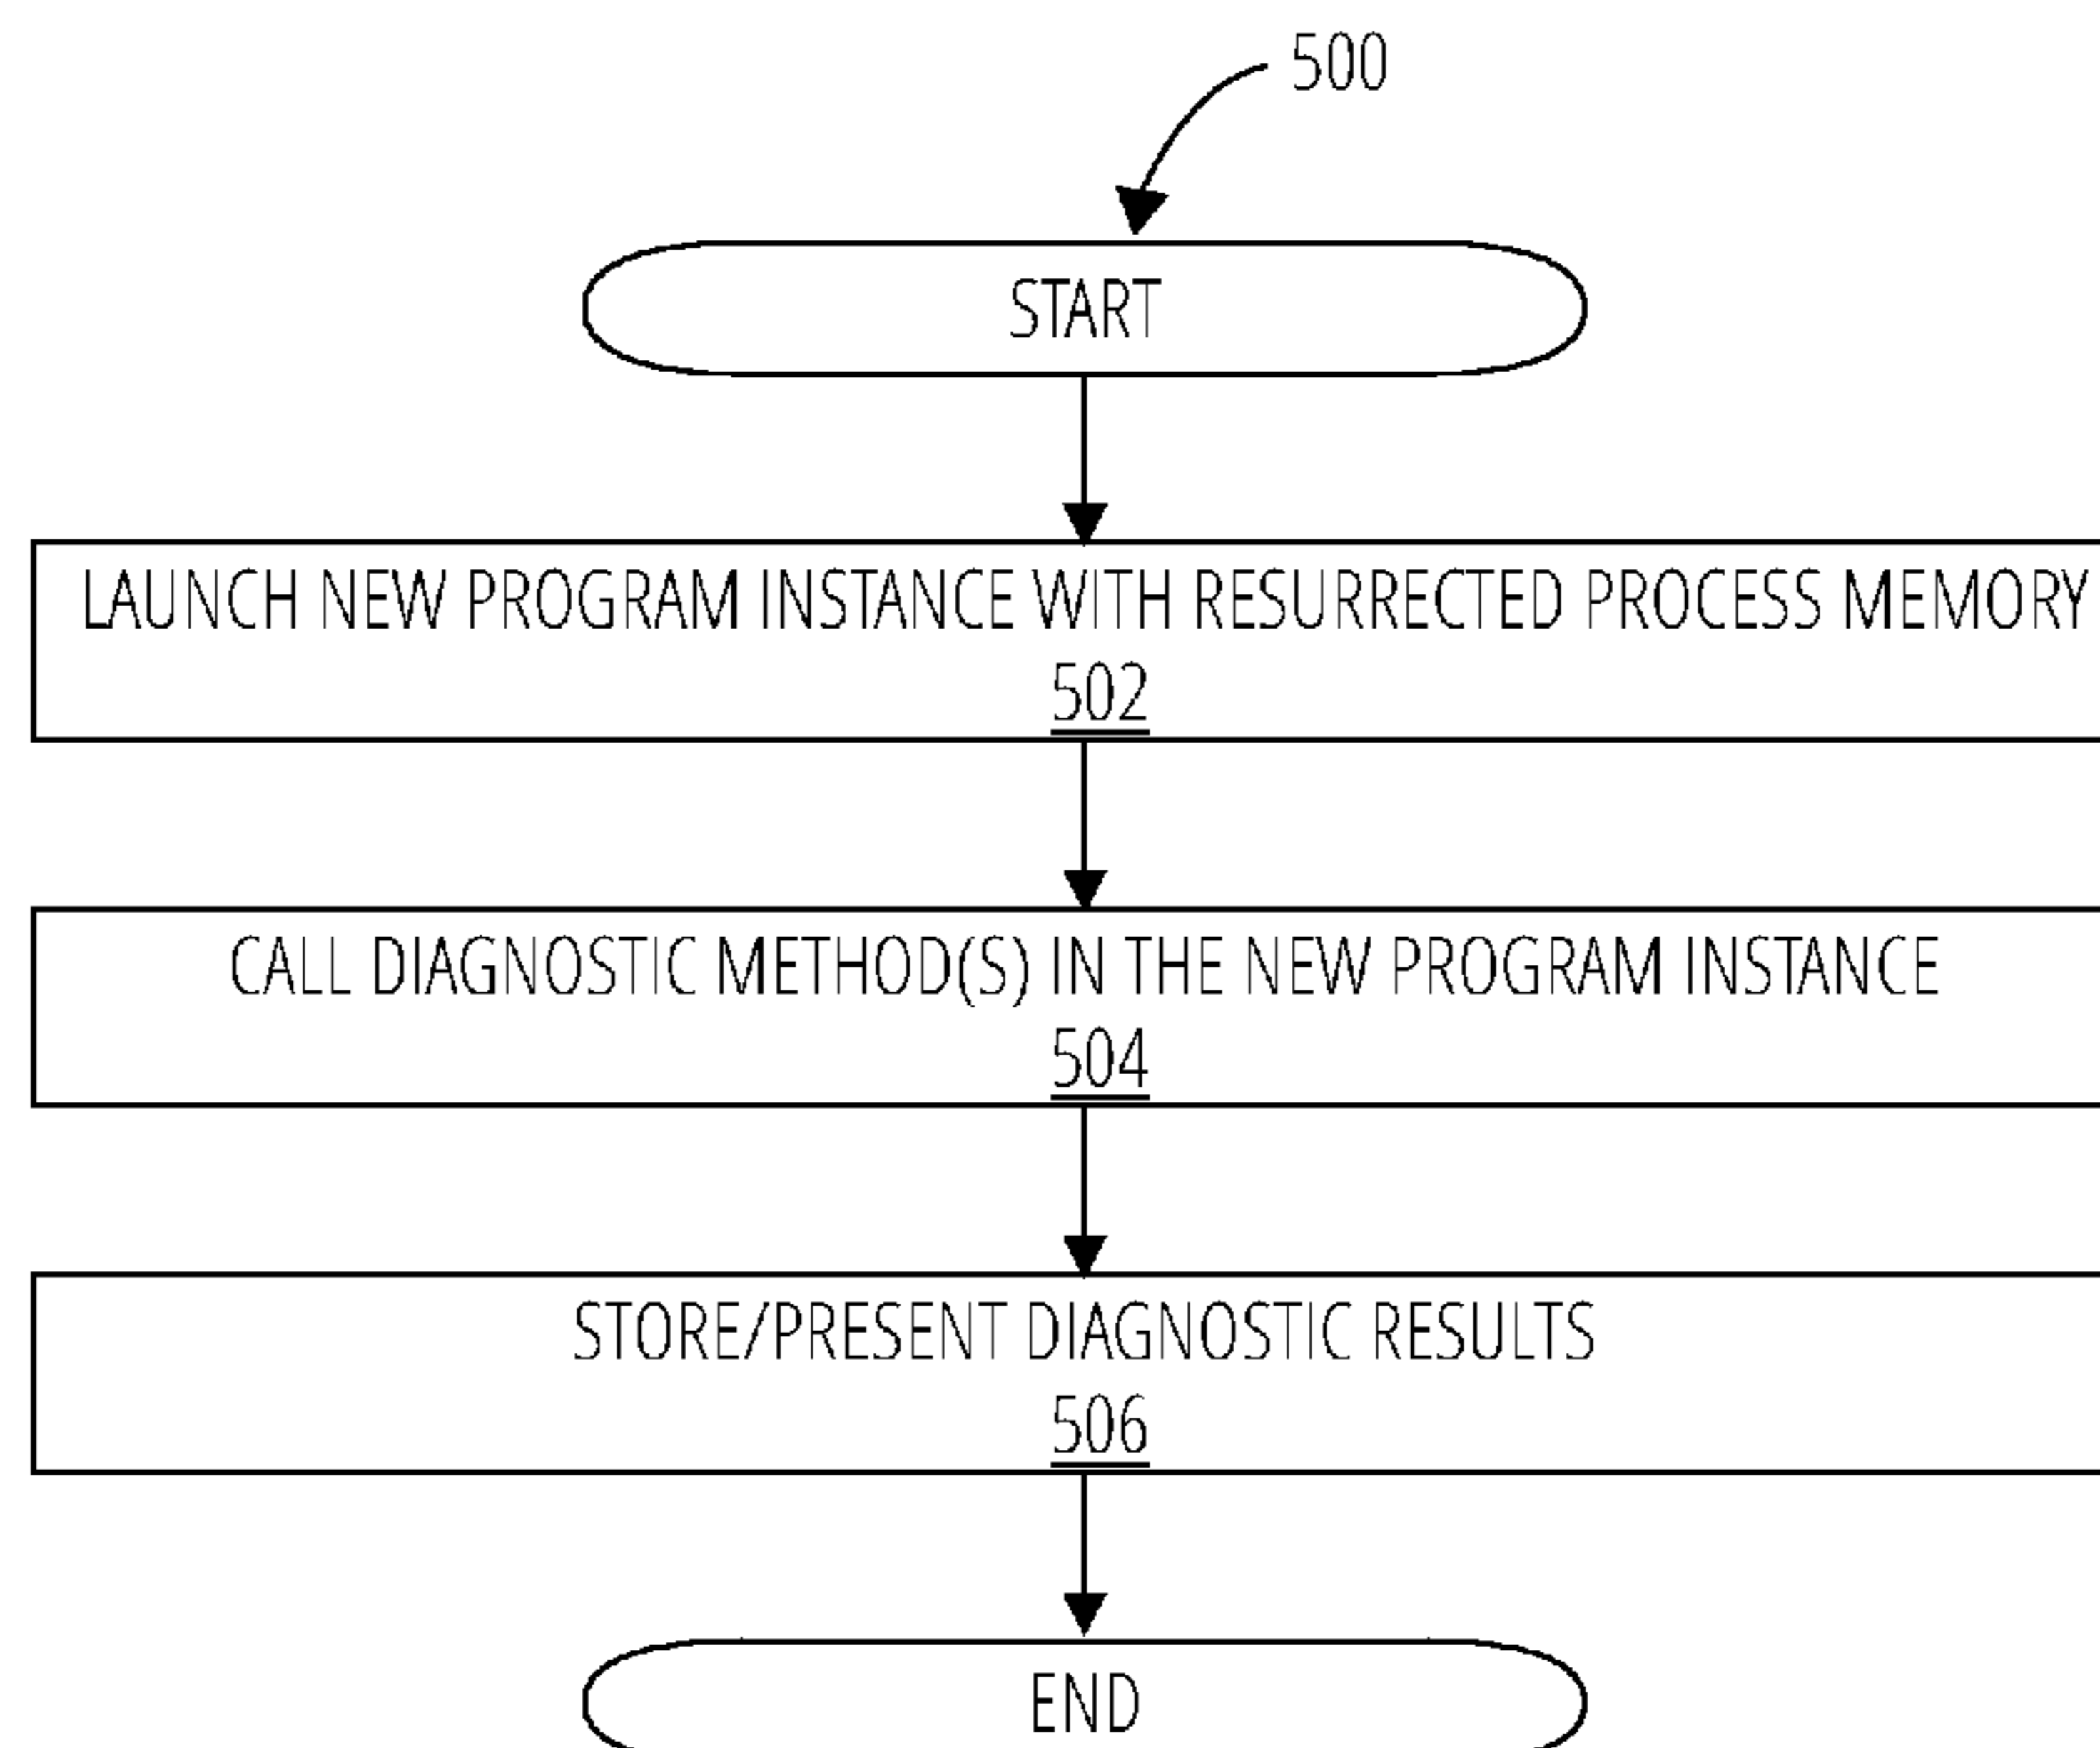 500
START
LAUNCH NEW PROGRAM INSTANCE WITH RESURRECTED PROCESS MEMORY
502
CALL DIAGNOSTIC METHOD(S) IN THE NEW PROGRAM INSTANCE
504
STORE/PRESENT DIAGNOSTIC RESULTS
506
END